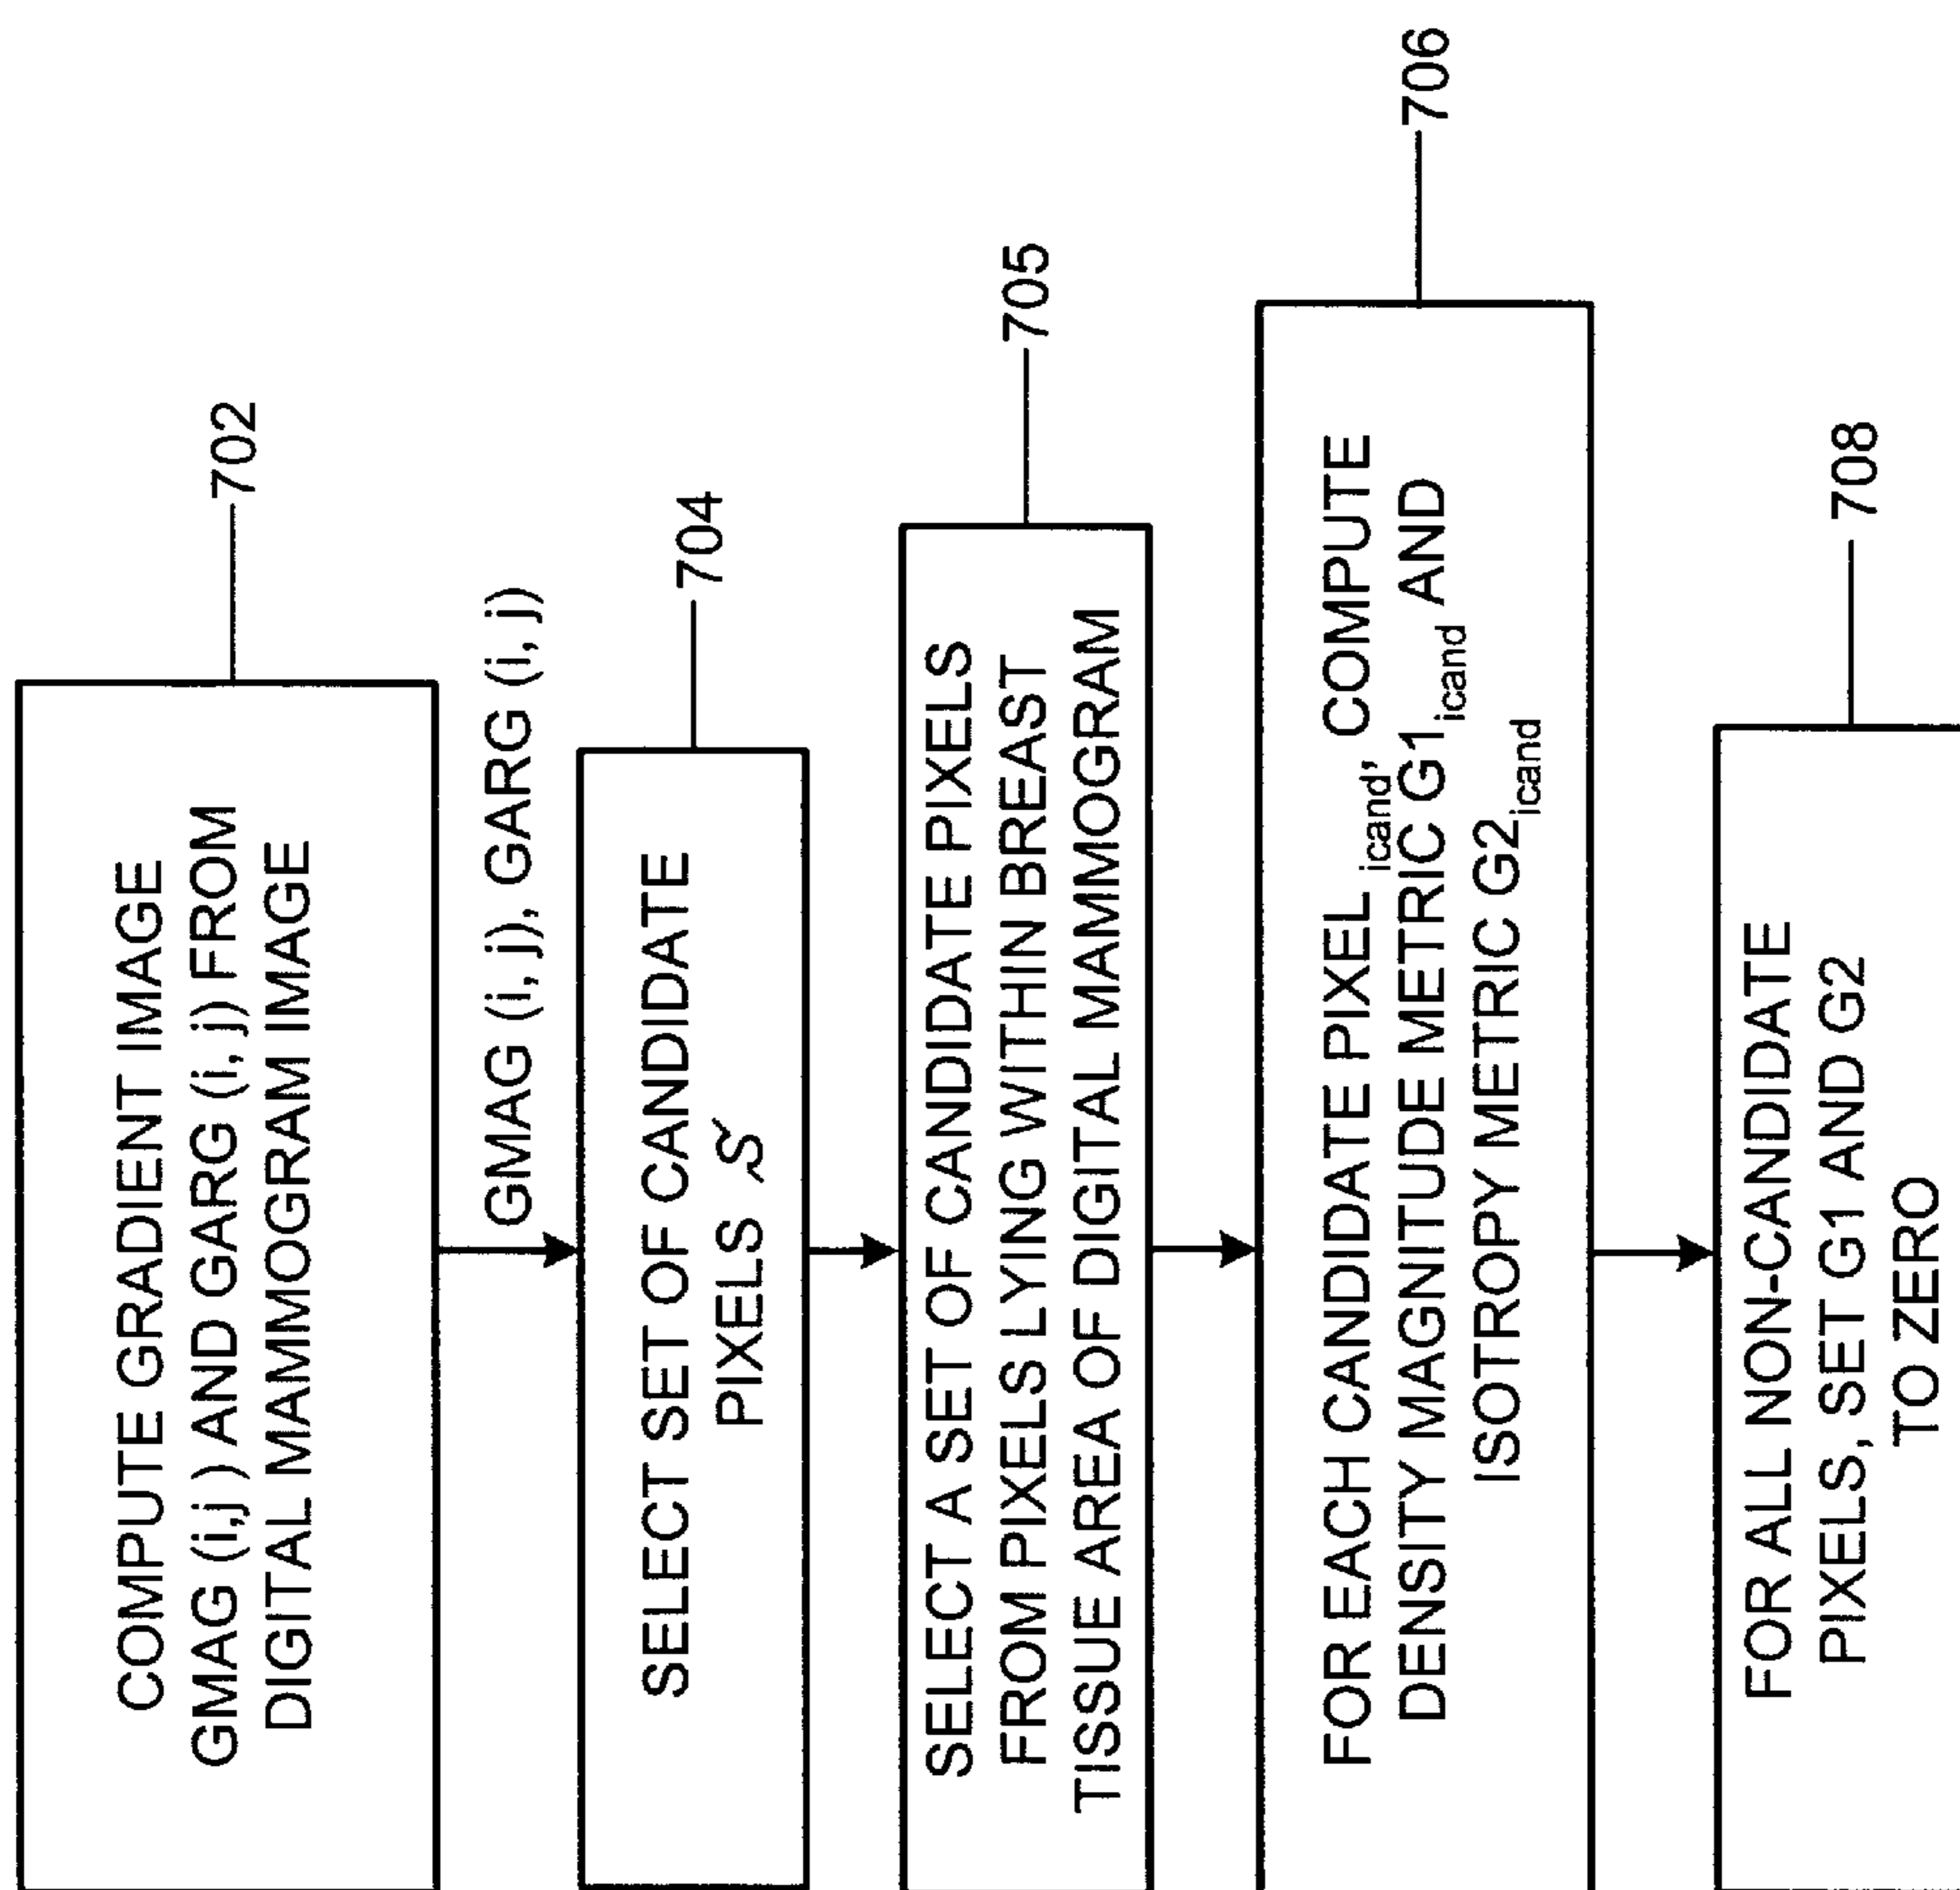 COMPUTE GRADIENT IMAGE
GMAG (i,j) AND GARG (i, j) FROM
DIGITAL MAMMOGRAM IMAGE
702
GMAG (i, j), GARG (i, j)
SELECT SET OF CANDIDATE
PIXELS S
704
SELECT A SET OF CANDIDATE PIXELS
FROM PIXELS LYING WITHIN BREAST
TISSUE AREA OF DIGITAL MAMMOGRAM
705
FOR EACH CANDIDATE PIXEL icand, COMPUTE
DENSITY MAGNITUDE METRIC G1icand AND
ISOTROPY METRIC G2icand
706
FOR ALL NON-CANDIDATE
PIXELS, SET G1 AND G2
TO ZERO
708